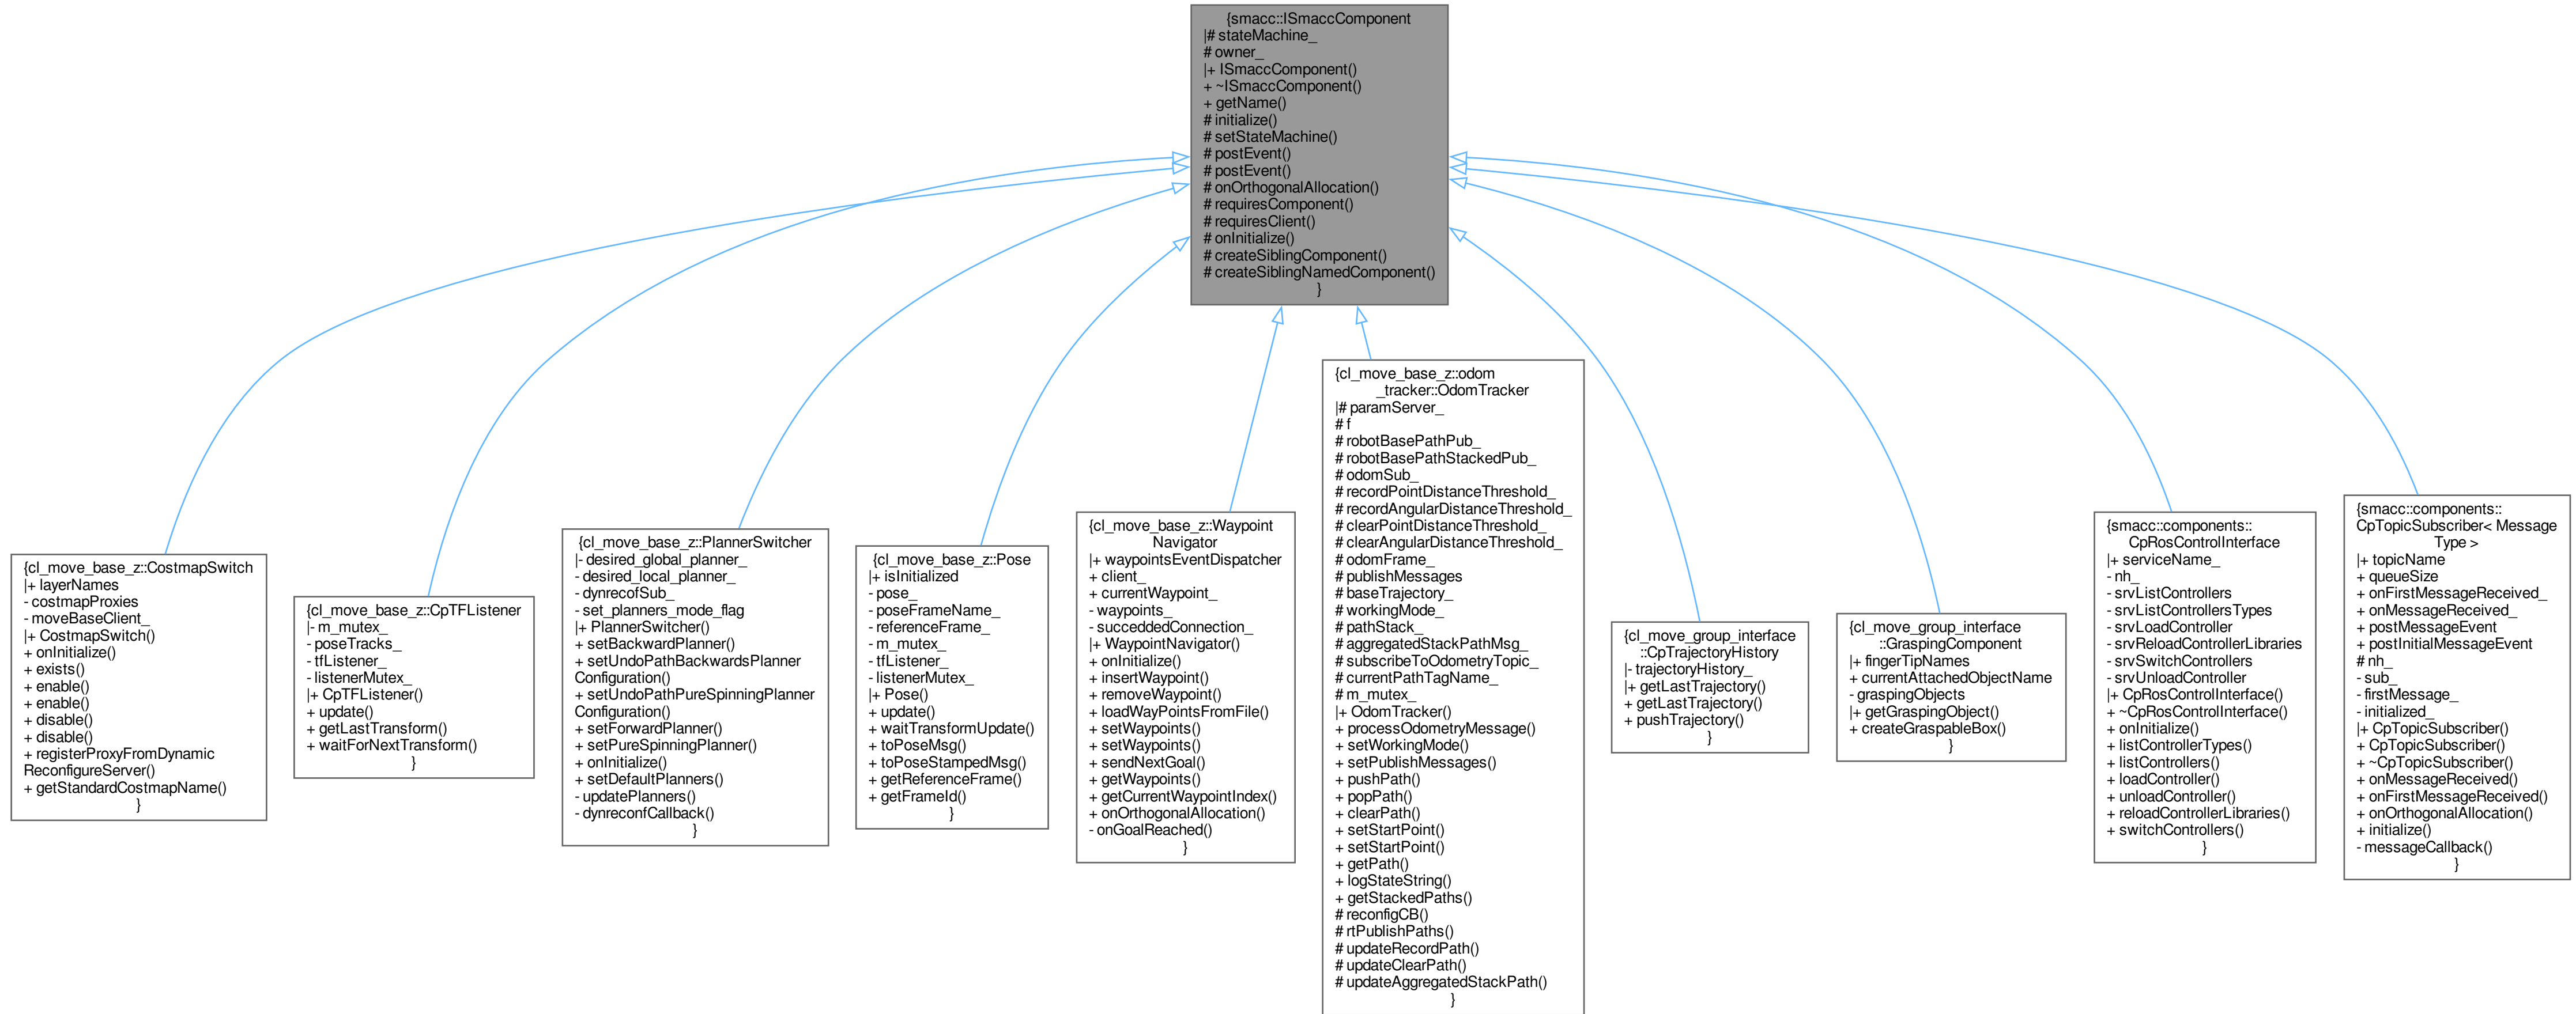 {smacc::ISmaccComponent
|# stateMachine_
# owner_
|+ ISmaccComponent()
+ ~ISmaccComponent()
+ getName()
# initialize()
# setStateMachine()
# postEvent()
# postEvent()
# onOrthogonalAllocation()
# requiresComponent()
# requiresClient()
# onInitialize()
# createSiblingComponent()
# createSiblingNamedComponent()
}
{cl_move_base_z::CostmapSwitch
|+ layerNames
- costmapProxies
- moveBaseClient_
|+ CostmapSwitch()
+ onInitialize()
+ exists()
+ enable()
+ enable()
+ disable()
+ disable()
+ registerProxyFromDynamic
ReconfigureServer()
+ getStandardCostmapName()
}
{cl_move_base_z::CpTFListener
|- m_mutex_
- poseTracks_
- tfListener_
- listenerMutex_
|+ CpTFListener()
+ update()
+ getLastTransform()
+ waitForNextTransform()
}
{cl_move_base_z::PlannerSwitcher
|- desired_global_planner_
- desired_local_planner_
- dynrecofSub_
- set_planners_mode_flag
|+ PlannerSwitcher()
+ setBackwardPlanner()
+ setUndoPathBackwardsPlanner
Configuration()
+ setUndoPathPureSpinningPlanner
Configuration()
+ setForwardPlanner()
+ setPureSpinningPlanner()
+ onInitialize()
+ setDefaultPlanners()
- updatePlanners()
- dynreconfCallback()
}
{cl_move_base_z::Pose
|+ isInitialized
- pose_
- poseFrameName_
- referenceFrame_
- m_mutex_
- tfListener_
- listenerMutex_
|+ Pose()
+ update()
+ waitTransformUpdate()
+ toPoseMsg()
+ toPoseStampedMsg()
+ getReferenceFrame()
+ getFrameId()
}
{cl_move_base_z::Waypoint
Navigator
|+ waypointsEventDispatcher
+ client_
+ currentWaypoint_
- waypoints_
- succeddedConnection_
|+ WaypointNavigator()
+ onInitialize()
+ insertWaypoint()
+ removeWaypoint()
+ loadWayPointsFromFile()
+ setWaypoints()
+ setWaypoints()
+ sendNextGoal()
+ getWaypoints()
+ getCurrentWaypointIndex()
+ onOrthogonalAllocation()
- onGoalReached()
}
{cl_move_base_z::odom
_tracker::OdomTracker
|# paramServer_
# f
# robotBasePathPub_
# robotBasePathStackedPub_
# odomSub_
# recordPointDistanceThreshold_
# recordAngularDistanceThreshold_
# clearPointDistanceThreshold_
# clearAngularDistanceThreshold_
# odomFrame_
# publishMessages
# baseTrajectory_
# workingMode_
# pathStack_
# aggregatedStackPathMsg_
# subscribeToOdometryTopic_
# currentPathTagName_
# m_mutex_
|+ OdomTracker()
+ processOdometryMessage()
+ setWorkingMode()
+ setPublishMessages()
+ pushPath()
+ popPath()
+ clearPath()
+ setStartPoint()
+ setStartPoint()
+ getPath()
+ logStateString()
+ getStackedPaths()
# reconfigCB()
# rtPublishPaths()
# updateRecordPath()
# updateClearPath()
# updateAggregatedStackPath()
}
{cl_move_group_interface
::CpTrajectoryHistory
|- trajectoryHistory_
|+ getLastTrajectory()
+ getLastTrajectory()
+ pushTrajectory()
}
{cl_move_group_interface
::GraspingComponent
|+ fingerTipNames
+ currentAttachedObjectName
- graspingObjects
|+ getGraspingObject()
+ createGraspableBox()
}
{smacc::components::
CpRosControlInterface
|+ serviceName_
- nh_
- srvListControllers
- srvListControllersTypes
- srvLoadController
- srvReloadControllerLibraries
- srvSwitchControllers
- srvUnloadController
|+ CpRosControlInterface()
+ ~CpRosControlInterface()
+ onInitialize()
+ listControllerTypes()
+ listControllers()
+ loadController()
+ unloadController()
+ reloadControllerLibraries()
+ switchControllers()
}
{smacc::components::
CpTopicSubscriber< Message
Type >
|+ topicName
+ queueSize
+ onFirstMessageReceived_
+ onMessageReceived_
+ postMessageEvent
+ postInitialMessageEvent
# nh_
- sub_
- firstMessage_
- initialized_
|+ CpTopicSubscriber()
+ CpTopicSubscriber()
+ ~CpTopicSubscriber()
+ onMessageReceived()
+ onFirstMessageReceived()
+ onOrthogonalAllocation()
+ initialize()
- messageCallback()
}